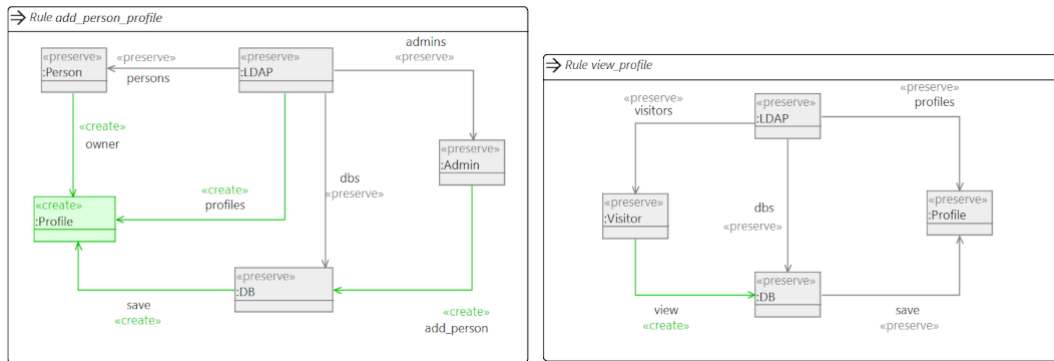 Rule add_person_profile
admins
«preserve»
«preserve»
:Person
«preserve»
persons
«preserve»
:LDAP
«create»
owner
«preserve»
:Admin
«create»
profiles
dbs
«preserve»
«create»
:Profile
«preserve»
:DB
save
«create»
«create»
add_person
Rule view_profile
«preserve»
visitors
«preserve»
:LDAP
«preserve»
profiles
«preserve»
:Visitor
dbs
«preserve»
«preserve»
:Profile
«preserve»
:DB
view
«create»
save
«preserve»